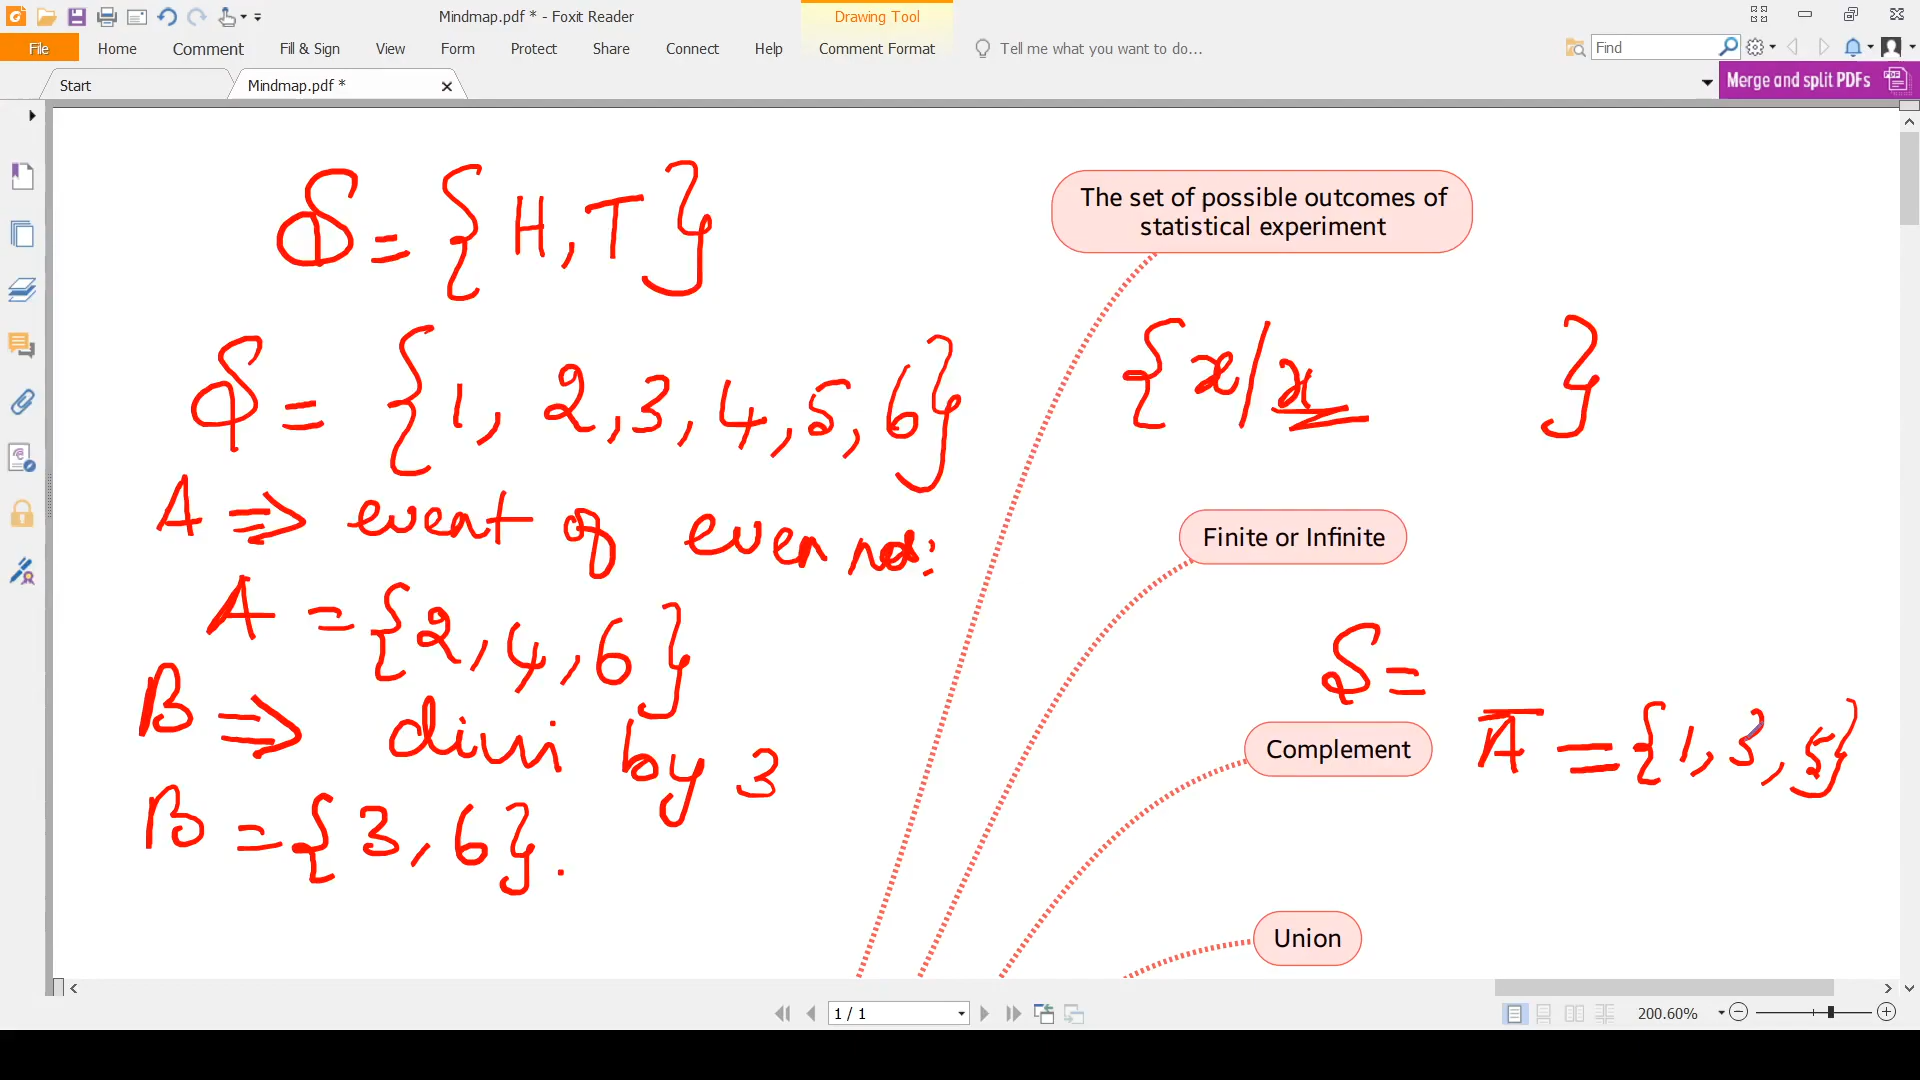 Mindmap.pdf * - Foxit Reader
Drawing Tool
File Home Comment Fill & Sign View Form Protect Share Connect Help Comment Format Tell me what you want to do... Find
Start Mindmap.pdf * Merge and split PDFs
S = {H, T}
The set of possible outcomes of
statistical experiment
S = {1, 2, 3, 4, 5, 6}
{x/x }
A ⇒ event of even nos:
Finite or Infinite
A = {2, 4, 6}
S =
B ⇒ divi by 3
Complement
A̅ = {1, 3, 5}
B = {3, 6}.
Union
1 / 1
200.60%